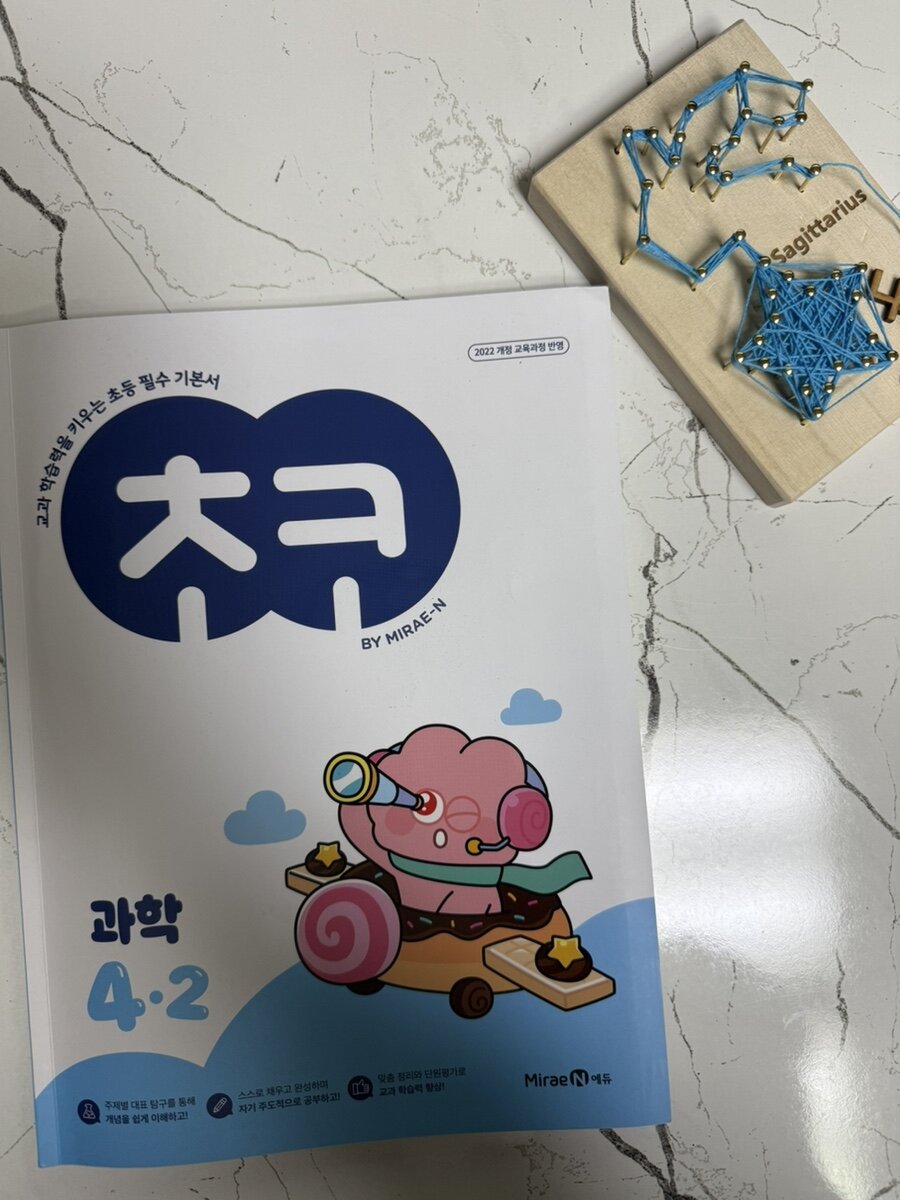 Sagittarius
2022 개정 교육과정 반영
교과 학습력을 키우는 초등 필수 기본서
초코
BY MIRAE-N
과학
4·2
주제별 대표 탐구를 통해
개념을 쉽게 이해하고!
스스로 채우고 완성하며
자기 주도적으로 공부하고!
맞춤 정리와 단원평가로
교과 학습력 향상!
Mirae N 에듀